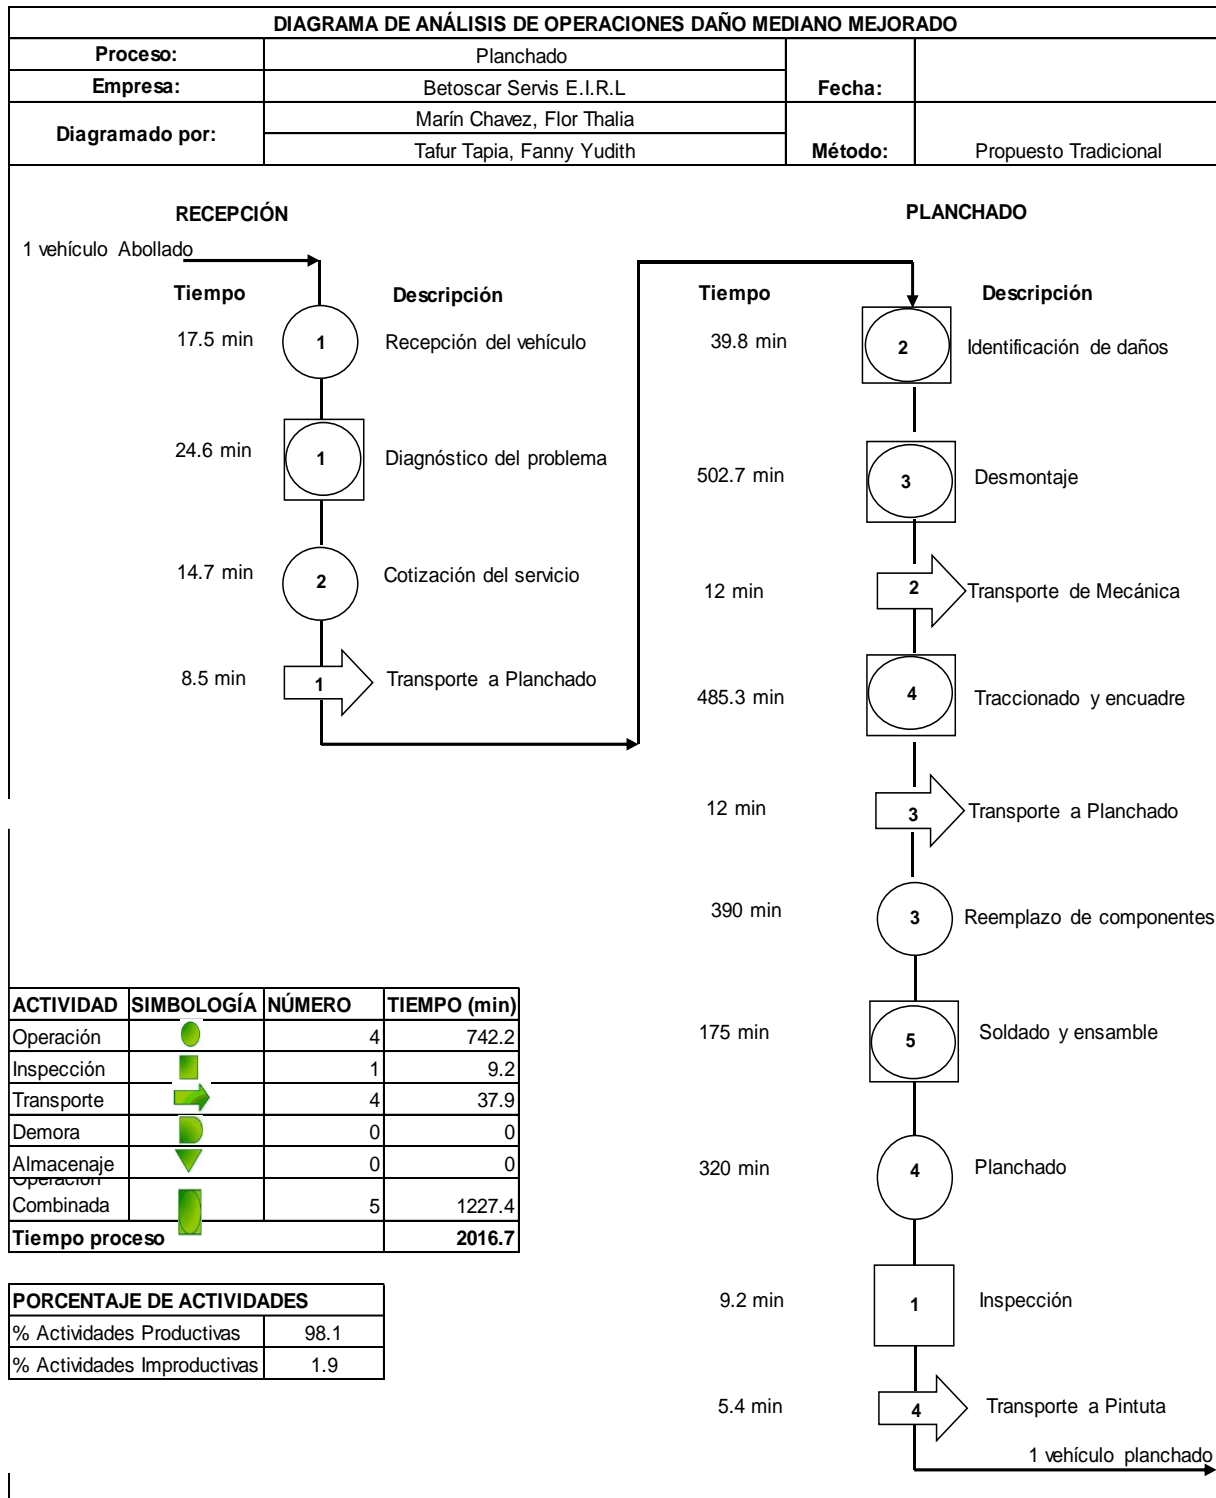 DIAGRAMA DE ANÁLISIS DE OPERACIONES DAÑO MEDIANO MEJORADO
Proceso: Planchado
Empresa: Betoscar Servis E.I.R.L Fecha:
Diagramado por: Marín Chavez, Flor Thalia
Tafur Tapia, Fanny Yudith Método: Propuesto Tradicional
RECEPCIÓN
1 vehículo Abollado
Tiempo Descripción
17.5 min 1 Recepción del vehículo
24.6 min 1 Diagnóstico del problema
14.7 min 2 Cotización del servicio
8.5 min 1 Transporte a Planchado
PLANCHADO
Tiempo Descripción
39.8 min 2 Identificación de daños
502.7 min 3 Desmontaje
12 min 2 Transporte de Mecánica
485.3 min 4 Traccionado y encuadre
12 min 3 Transporte a Planchado
390 min 3 Reemplazo de componentes
175 min 5 Soldado y ensamble
320 min 4 Planchado
9.2 min 1 Inspección
5.4 min 4 Transporte a Pintuta
1 vehículo planchado
ACTIVIDAD SIMBOLOGÍA NÚMERO TIEMPO (min)
Operación 4 742.2
Inspección 1 9.2
Transporte 4 37.9
Demora 0 0
Almacenaje 0 0
Operación
Combinada 5 1227.4
Tiempo proceso 2016.7
PORCENTAJE DE ACTIVIDADES
% Actividades Productivas 98.1
% Actividades Improductivas 1.9